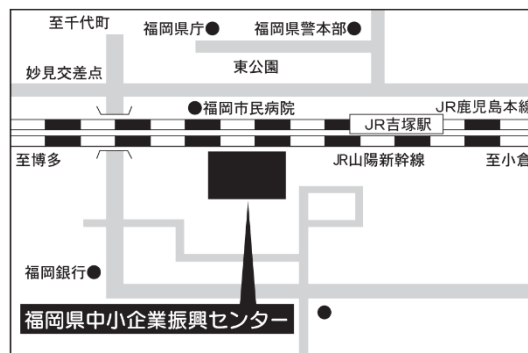 至千代町
福岡県庁
福岡県警本部
妙見交差点
東公園
福岡市民病院
JR鹿児島本線
JR吉塚駅
至博多
JR山陽新幹線
至小倉
福岡銀行
福岡県中小企業振興センター